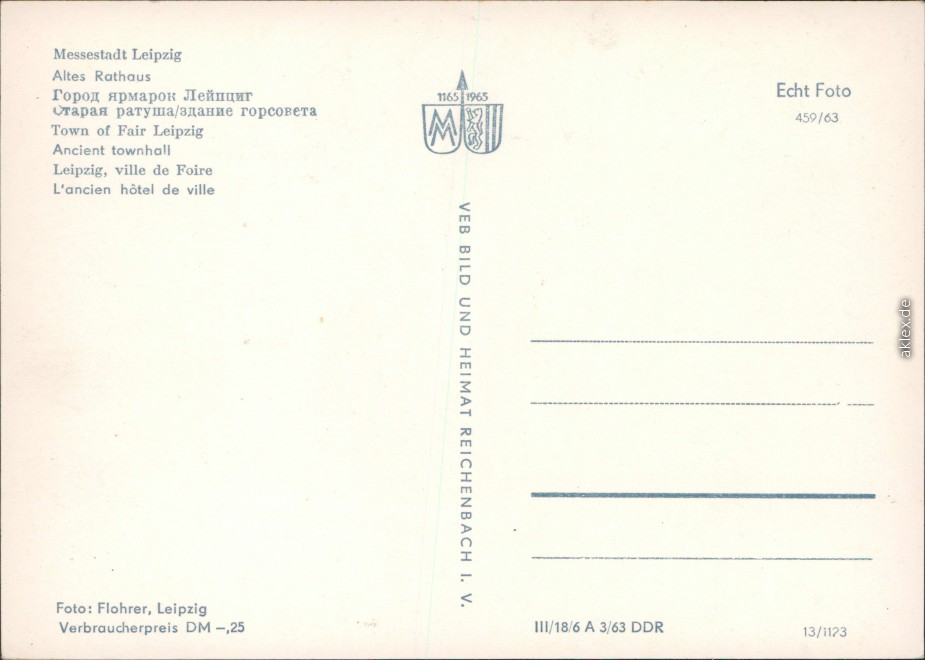 Messestadt Leipzig
Altes Rathaus
Город ярмарок Лейпциг
Старая ратуша/здание горсовета
Town of Fair Leipzig
Ancient townhall
Leipzig, ville de Foire
L'ancien hôtel de ville
1165 1965
MM
VEB BILD UND HEIMAT REICHENBACH I. V.
Echt Foto
459/63
Foto: Flohrer, Leipzig
Verbraucherpreis DM –,25
III/18/6 A 3/63 DDR
13/1123
aklex.de